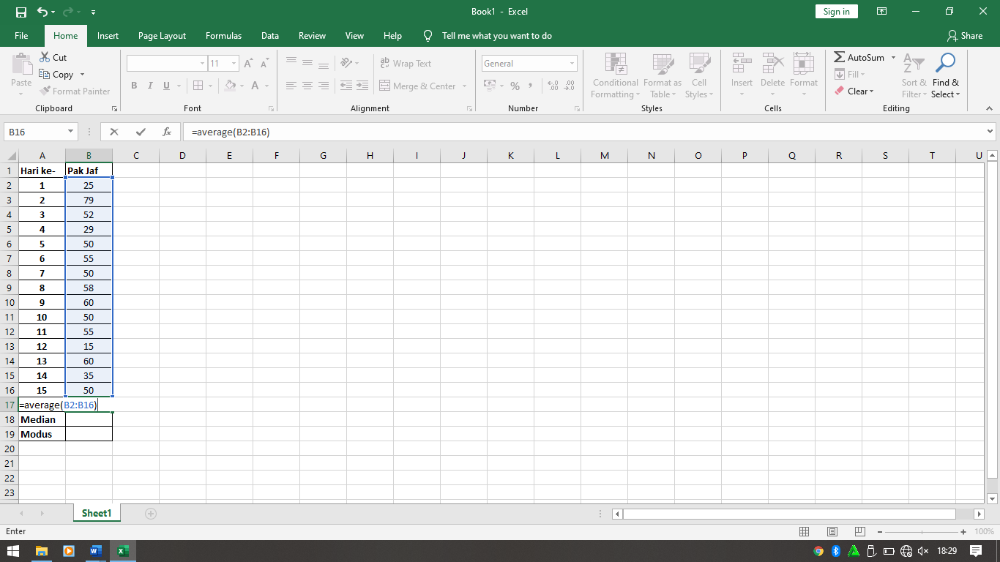 Book1 - Excel
Sign in
File Home Insert Page Layout Formulas Data Review View Help Tell me what you want to do Share
Paste
Cut
Copy
Format Painter
Clipboard
11
B I U
A A A
Font
Wrap Text
Merge & Center
Alignment
General
% ,
Number
Conditional Formatting
Format as Table
Cell Styles
Styles
Insert Delete Format
Cells
AutoSum
Fill
Clear
Sort & Filter
Find & Select
Editing
B16 fx =average(B2:B16)
A B C D E F G H I J K L M N O P Q R S T U
1 Hari ke- Pak Jaf
2 1 25
3 2 79
4 3 52
5 4 29
6 5 50
7 6 55
8 7 50
9 8 58
10 9 60
11 10 50
12 11 55
13 12 15
14 13 60
15 14 35
16 15 50
17 =average(B2:B16)
18 Median
19 Modus
20
21
22
23
Sheet1
Enter 100%
18:29